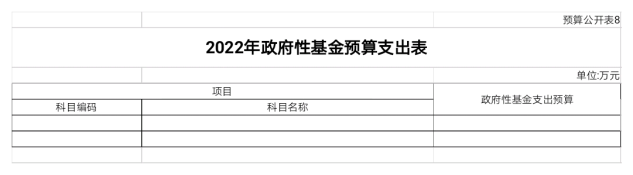 预算公开表8
2022年政府性基金预算支出表
单位:万元
项目
政府性基金支出预算
科目编码
科目名称